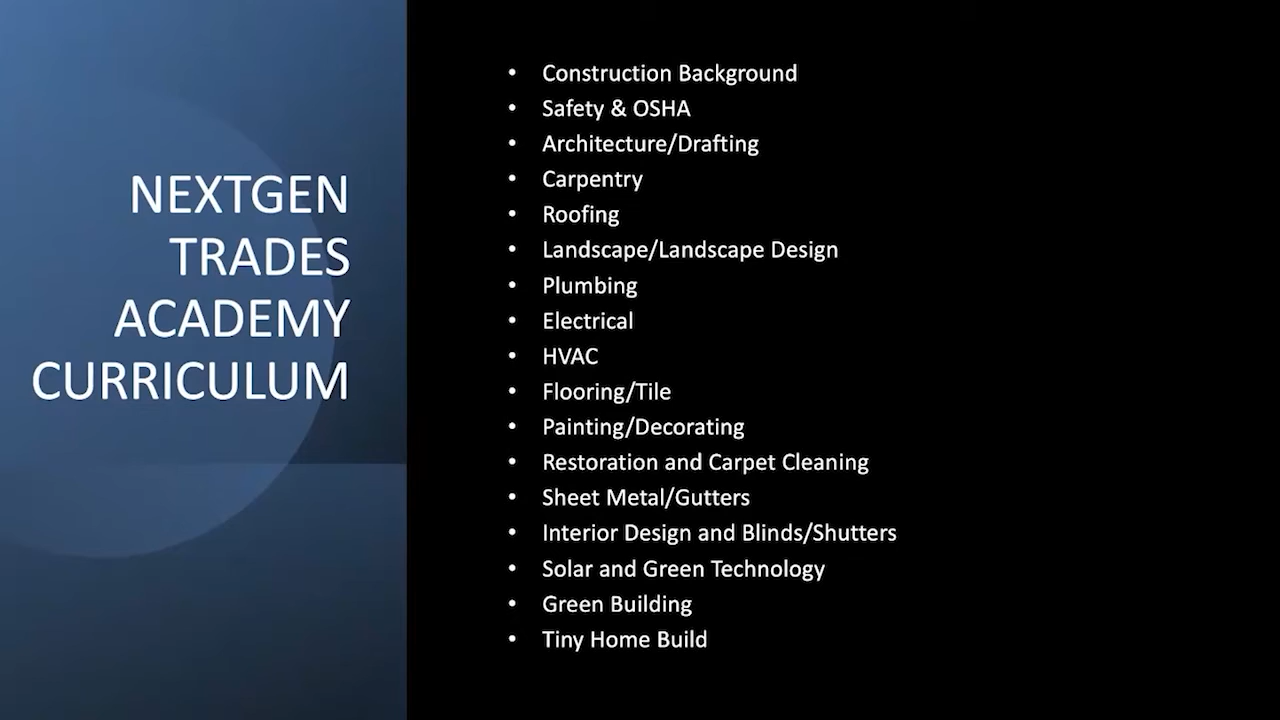 NEXTGEN
TRADES
ACADEMY
CURRICULUM
• Construction Background
• Safety & OSHA
• Architecture/Drafting
• Carpentry
• Roofing
• Landscape/Landscape Design
• Plumbing
• Electrical
• HVAC
• Flooring/Tile
• Painting/Decorating
• Restoration and Carpet Cleaning
• Sheet Metal/Gutters
• Interior Design and Blinds/Shutters
• Solar and Green Technology
• Green Building
• Tiny Home Build